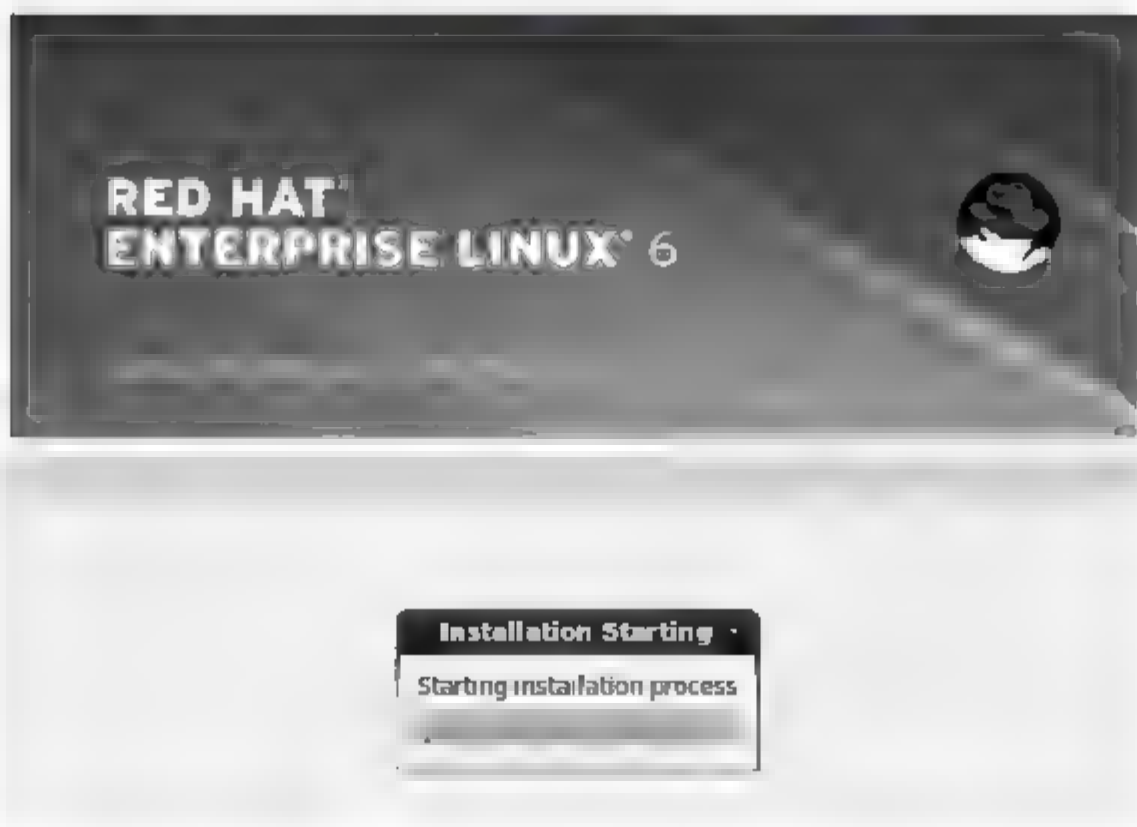 RED HAT
ENTERPRISE LINUX 6
Installation Starting
Starting installation process